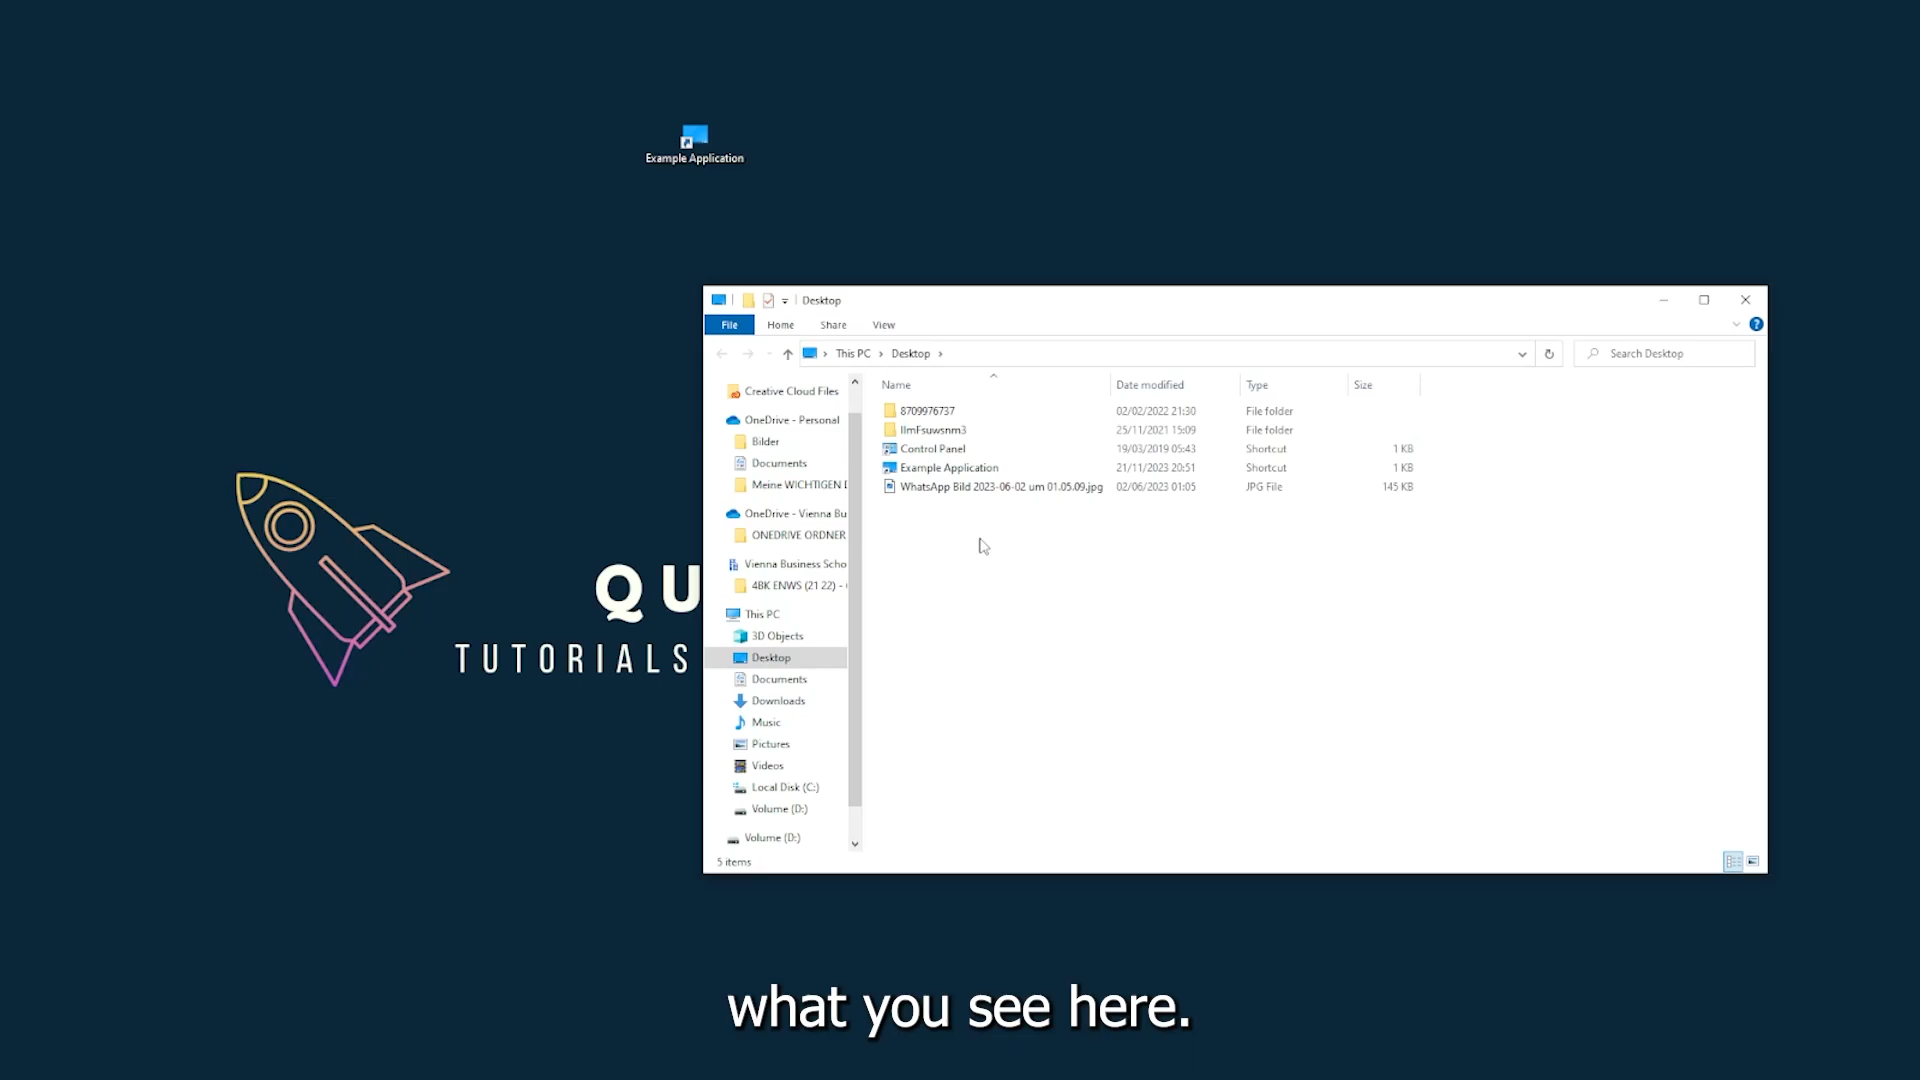 Example Application
QU
TUTORIALS
Desktop
File Home Share View
This PC > Desktop >
Search Desktop
Name Date modified Type Size
8709976737 02/02/2022 21:30 File folder
IlmFsuwsnm3 25/11/2021 15:09 File folder
Control Panel 19/03/2019 05:43 Shortcut 1 KB
Example Application 21/11/2023 20:51 Shortcut 1 KB
WhatsApp Bild 2023-06-02 um 01.05.09.jpg 02/06/2023 01:05 JPG File 145 KB
Creative Cloud Files
OneDrive - Personal
Bilder
Documents
Meine WICHTIGEN
OneDrive - Vienna Bu
ONEDRIVE ORDNER
Vienna Business Scho
4BK ENWS (21 22) -
This PC
3D Objects
Desktop
Documents
Downloads
Music
Pictures
Videos
Local Disk (C:)
Volume (D:)
Volume (D:)
5 items
what you see here.